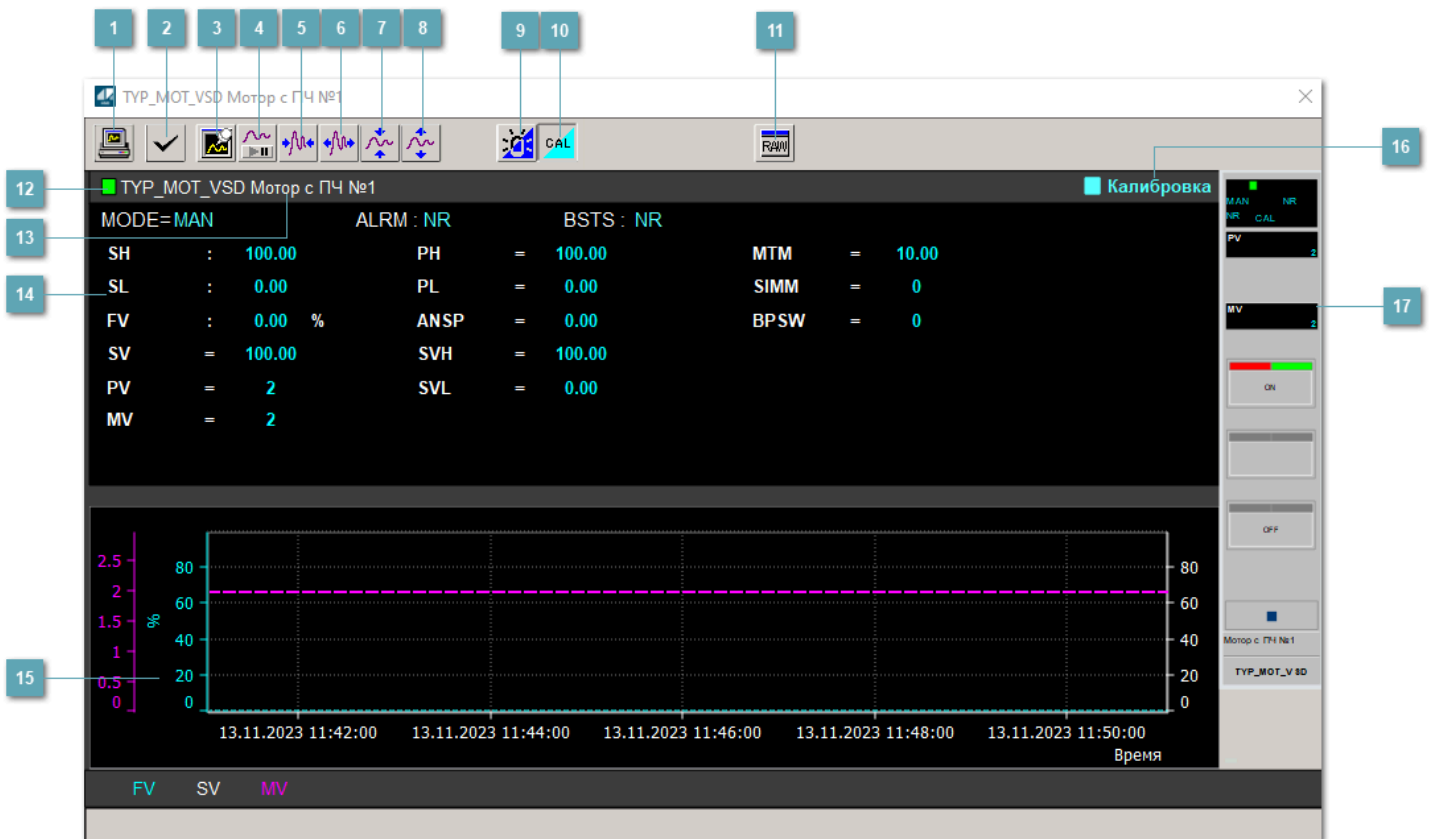 1 2 3 4 5 6 7 8 9 10 11
TYP_MOT_VSD Мотор с ПЧ №1
CAL RAW
16
12
TYP_MOT_VSD Мотор с ПЧ №1 Калибровка
MAN NR
NR CAL
13
MODE=MAN ALRM : NR BSTS : NR
PV
2
SH : 100.00 PH = 100.00 MTM = 10.00
14
SL : 0.00 PL = 0.00 SIMM = 0
17
MV
2
FV : 0.00 % ANSP = 0.00 BPSW = 0
SV = 100.00 SVH = 100.00
PV = 2 SVL = 0.00
ON
MV = 2
OFF
2.5
2
1.5
1
0.5
0
%
80
60
40
20
0
80
60
40
20
0
Мотор с ПЧ №1
15
TYP_MOT_VSD
13.11.2023 11:42:00 13.11.2023 11:44:00 13.11.2023 11:46:00 13.11.2023 11:48:00 13.11.2023 11:50:00
Время
FV SV MV